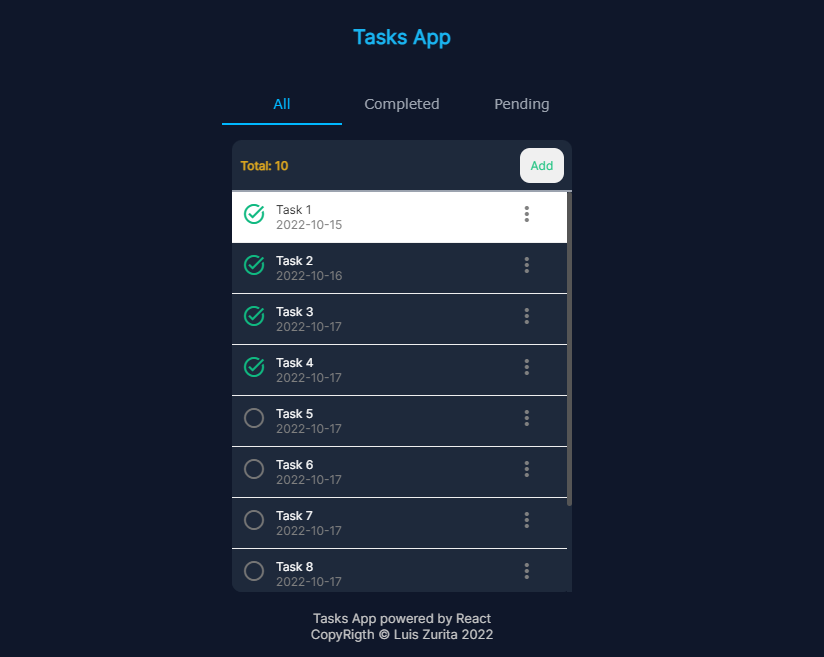 Tasks App
All Completed Pending
Total: 10 Add
Task 1
2022-10-15
Task 2
2022-10-16
Task 3
2022-10-17
Task 4
2022-10-17
Task 5
2022-10-17
Task 6
2022-10-17
Task 7
2022-10-17
Task 8
2022-10-17
Tasks App powered by React
CopyRigth © Luis Zurita 2022